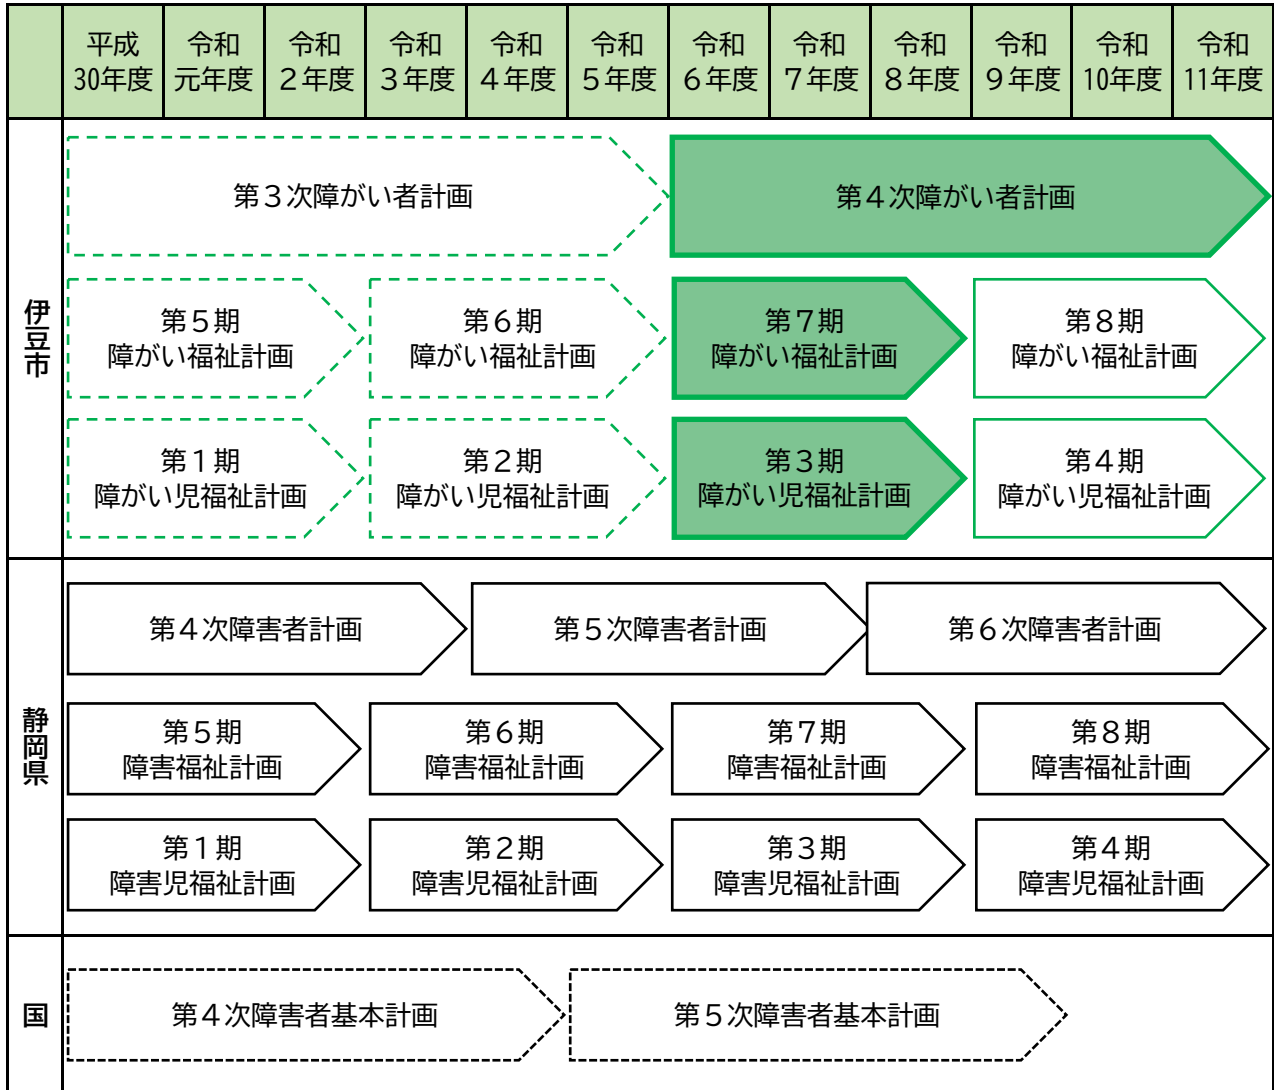 平成
30年度
令和
元年度
令和
２年度
令和
３年度
令和
４年度
令和
５年度
令和
６年度
令和
７年度
令和
８年度
令和
９年度
令和
10年度
令和
11年度
伊豆市
第３次障がい者計画
第４次障がい者計画
第５期
障がい福祉計画
第６期
障がい福祉計画
第７期
障がい福祉計画
第８期
障がい福祉計画
第１期
障がい児福祉計画
第２期
障がい児福祉計画
第３期
障がい児福祉計画
第４期
障がい児福祉計画
静岡県
第４次障害者計画
第５次障害者計画
第６次障害者計画
第５期
障害福祉計画
第６期
障害福祉計画
第７期
障害福祉計画
第８期
障害福祉計画
第１期
障害児福祉計画
第２期
障害児福祉計画
第３期
障害児福祉計画
第４期
障害児福祉計画
国
第４次障害者基本計画
第５次障害者基本計画